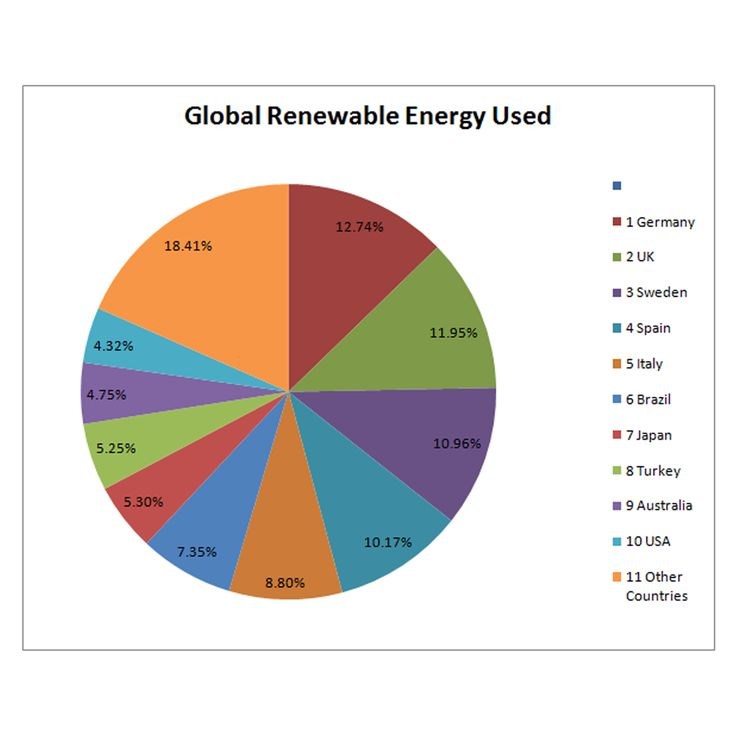 Global Renewable Energy Used
12.74%
11.95%
10.96%
10.17%
8.80%
7.35%
5.30%
5.25%
4.75%
4.32%
18.41%
1 Germany
2 UK
3 Sweden
4 Spain
5 Italy
6 Brazil
7 Japan
8 Turkey
9 Australia
10 USA
11 Other
Countries